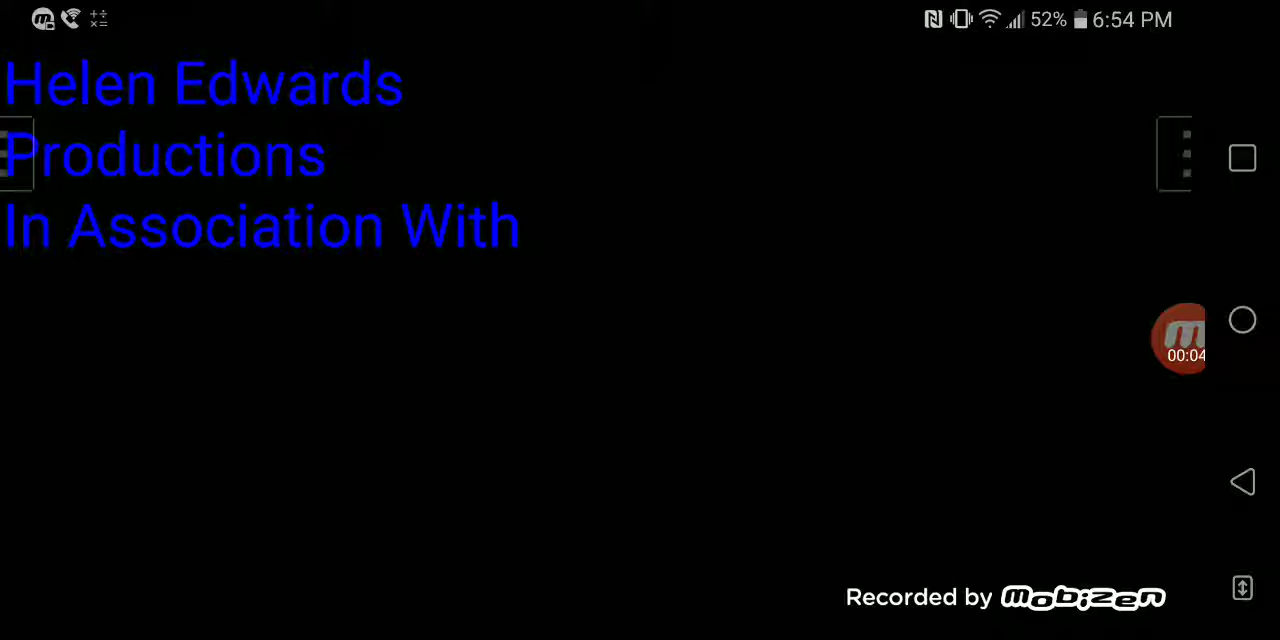 52% 6:54 PM
Helen Edwards
Productions
In Association With
m
00:04
Recorded by mobizen